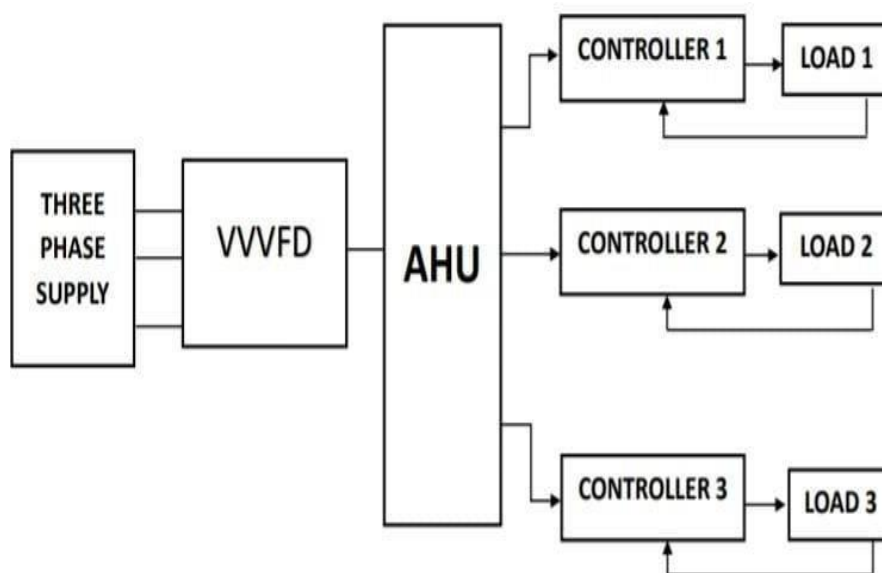 THREE
PHASE
SUPPLY
VVVFD
AHU
CONTROLLER 1
LOAD 1
CONTROLLER 2
LOAD 2
CONTROLLER 3
LOAD 3